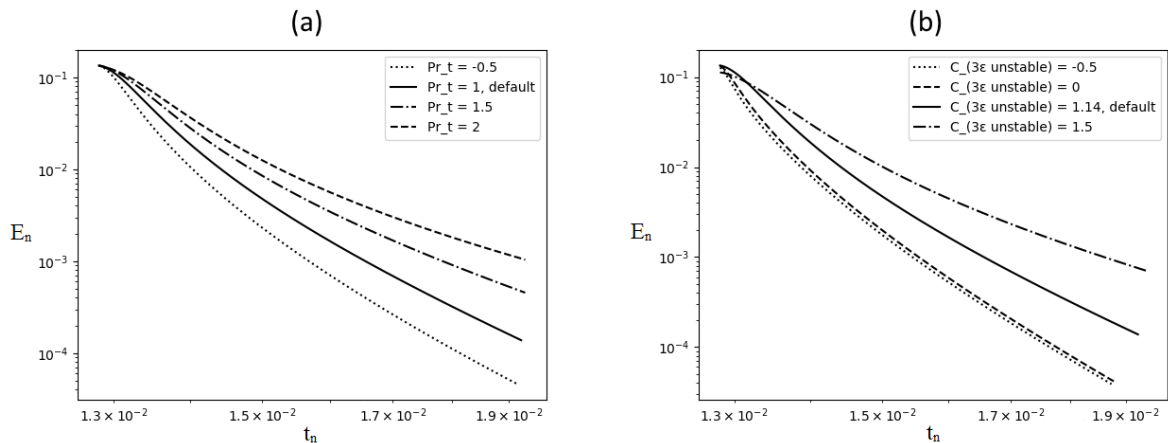 (a)
Pr_t = -0.5
Pr_t = 1, default
Pr_t = 1.5
Pr_t = 2
10⁻¹
10⁻²
10⁻³
10⁻⁴
Eₙ
1.3 × 10⁻²
1.5 × 10⁻²
1.7 × 10⁻²
1.9 × 10⁻²
tₙ
(b)
C_(3ε unstable) = -0.5
C_(3ε unstable) = 0
C_(3ε unstable) = 1.14, default
C_(3ε unstable) = 1.5
10⁻¹
10⁻²
10⁻³
10⁻⁴
Eₙ
1.3 × 10⁻²
1.5 × 10⁻²
1.7 × 10⁻²
1.9 × 10⁻²
tₙ